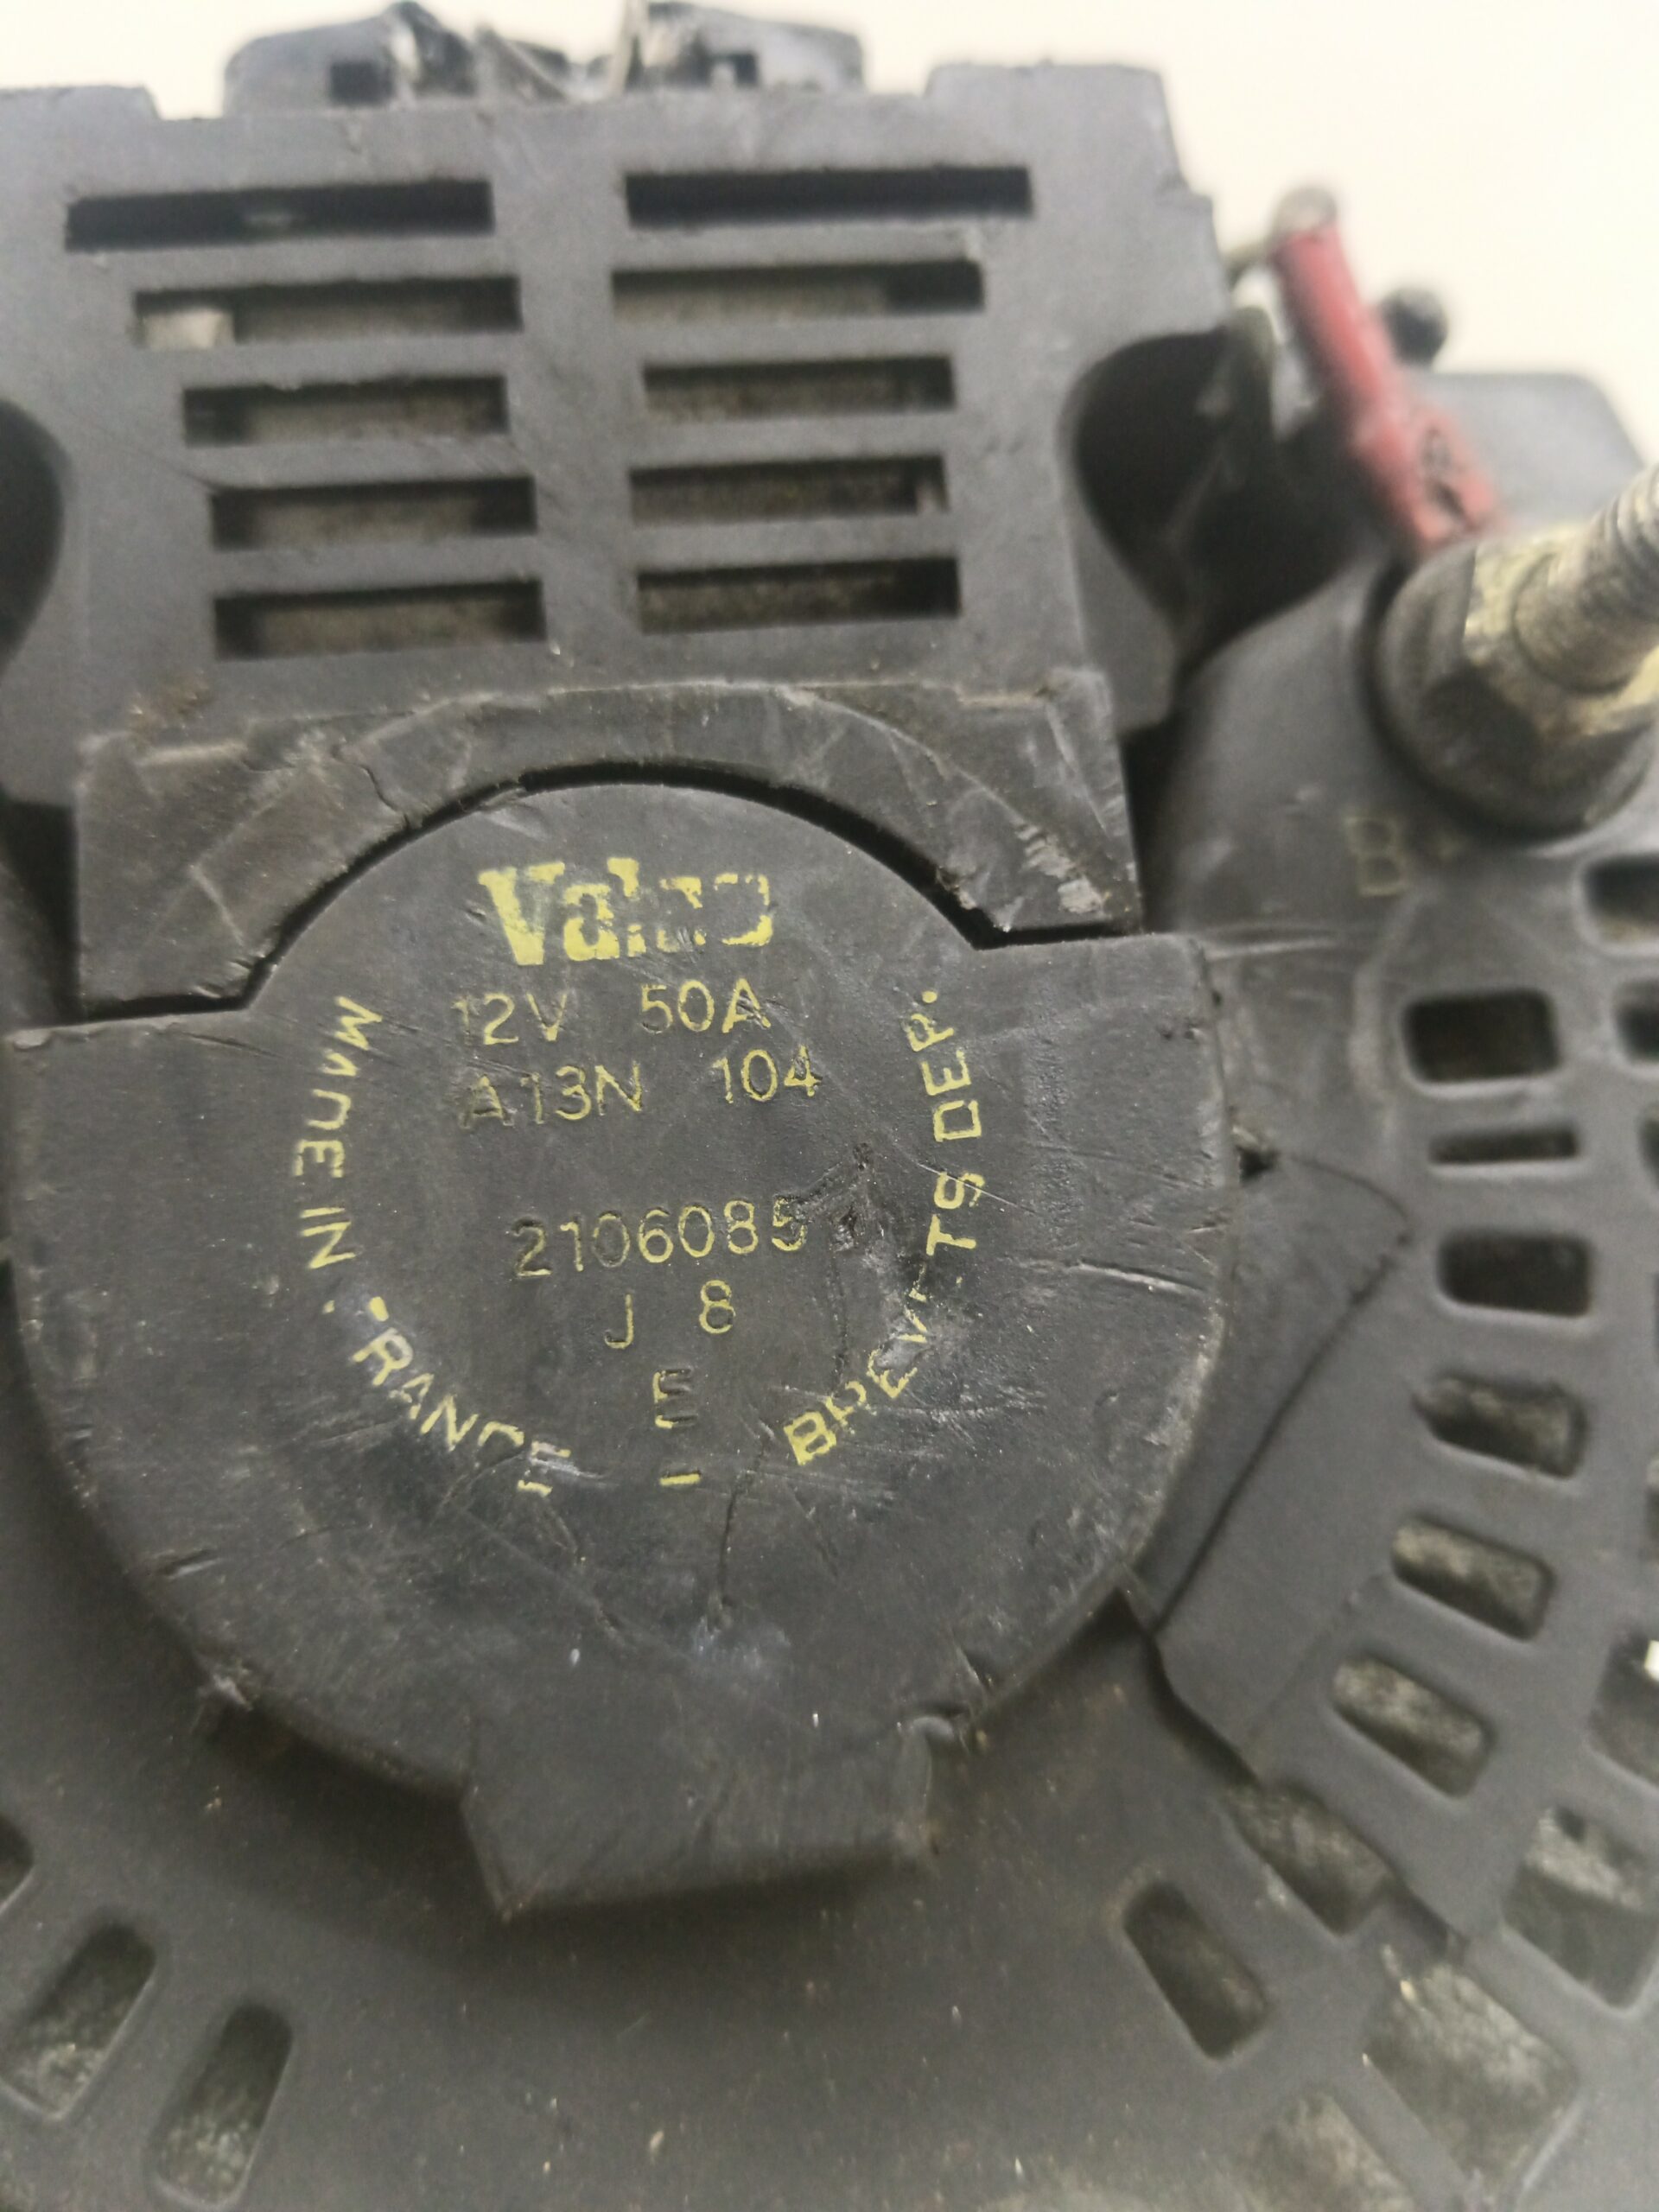 Valeo
12V 50A
A13N 104
2106085
J 8
E
MADE IN FRANCE - BREVETS DEP.
B+